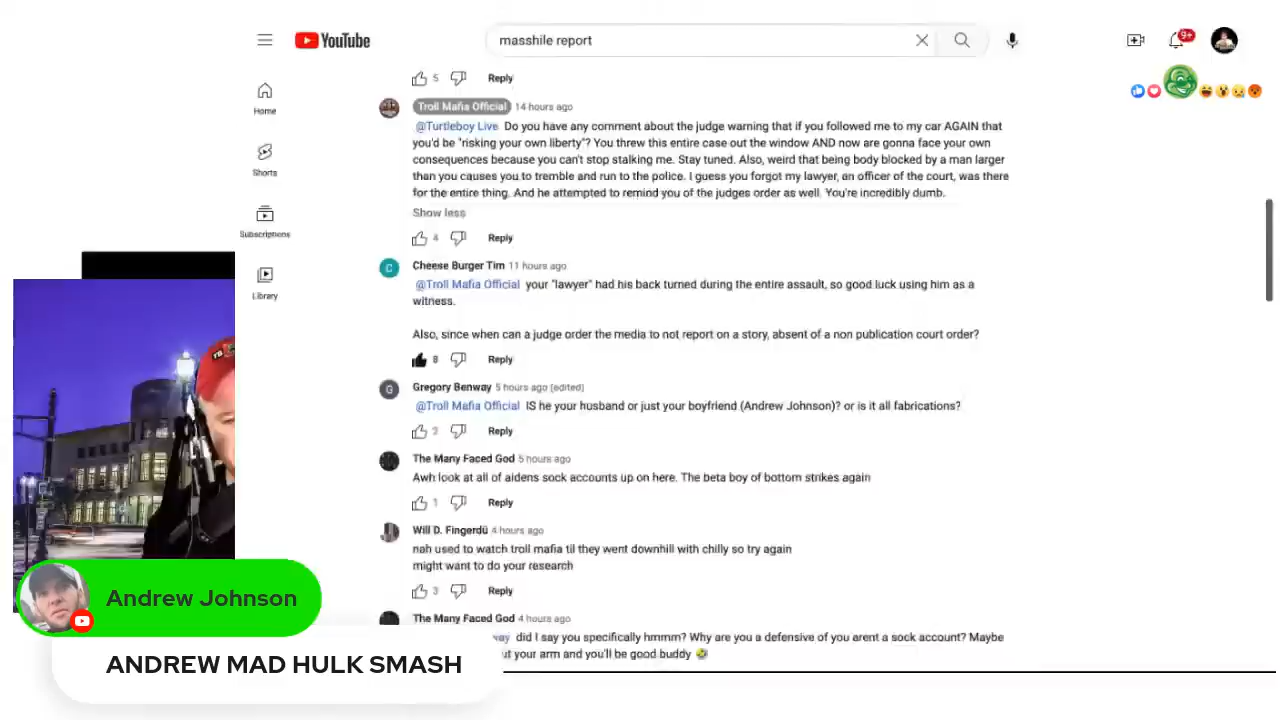 YouTube
masshile report
9+
Home
Shorts
Subscriptions
Library
5 Reply
Troll Mafia Official 14 hours ago
@Turtleboy Live Do you have any comment about the judge warning that if you followed me to my car AGAIN that
you'd be "risking your own liberty"? You threw this entire case out the window AND now are gonna face your own
consequences because you can't stop stalking me. Stay tuned. Also, weird that being body blocked by a man larger
than you causes you to tremble and run to the police. I guess you forgot my lawyer, an officer of the court, was there
for the entire thing. And he attempted to remind you of the judges order as well. You're incredibly dumb.
Show less
4 Reply
C
Cheese Burger Tim 11 hours ago
@Troll Mafia Official your "lawyer" had his back turned during the entire assault, so good luck using him as a
witness.
Also, since when can a judge order the media to not report on a story, absent of a non publication court order?
8 Reply
G
Gregory Benway 5 hours ago (edited)
@Troll Mafia Official IS he your husband or just your boyfriend (Andrew Johnson)? or is it all fabrications?
Reply
The Many Faced God 5 hours ago
Awh look at all of aidens sock accounts up on here. The beta boy of bottom strikes again
1 Reply
Will D. Fingerdü 4 hours ago
nah used to watch troll mafia til they went downhill with chilly so try again
might want to do your research
3 Reply
The Many Faced God 4 hours ago
did I say you specifically hmmm? Why are you a defensive of you arent a sock account? Maybe
your arm and you'll be good buddy 🤣
TB
Andrew Johnson
ANDREW MAD HULK SMASH